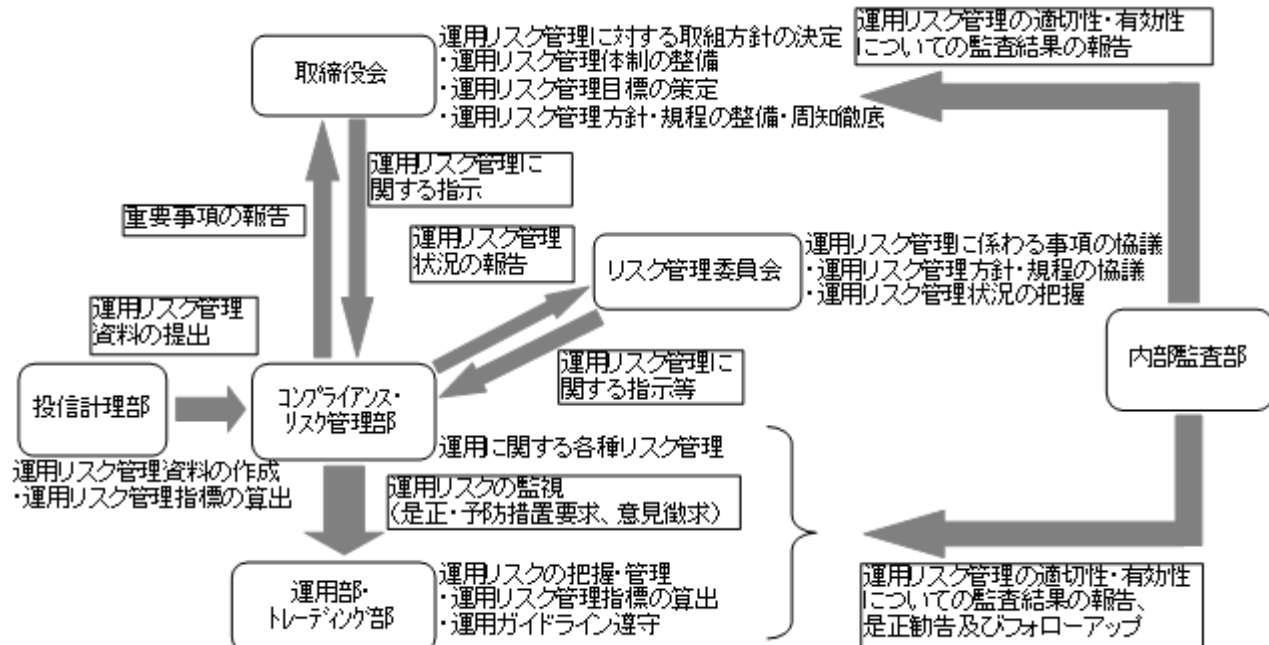 運用リスク管理に対する取組方針の決定
・運用リスク管理体制の整備
・運用リスク管理目標の策定
・運用リスク管理方針・規程の整備・周知徹底
取締役会
運用リスク管理の適切性・有効性
についての監査結果の報告
運用リスク管理に
関する指示
重要事項の報告
運用リスク管理
状況の報告
リスク管理委員会
運用リスク管理に係わる事項の協議
・運用リスク管理方針・規程の協議
・運用リスク管理状況の把握
運用リスク管理
資料の提出
内部監査部
運用リスク管理に
関する指示等
投信計理部
コンプライアンス・
リスク管理部
運用に関する各種リスク管理
運用リスク管理資料の作成
・運用リスク管理指標の算出
運用リスクの監視
(是正・予防措置要求、意見徴求)
運用部・
トレーディング部
運用リスクの把握・管理
・運用リスク管理指標の算出
・運用ガイドライン遵守
運用リスク管理の適切性・有効性
についての監査結果の報告、
是正勧告及びフォローアップ